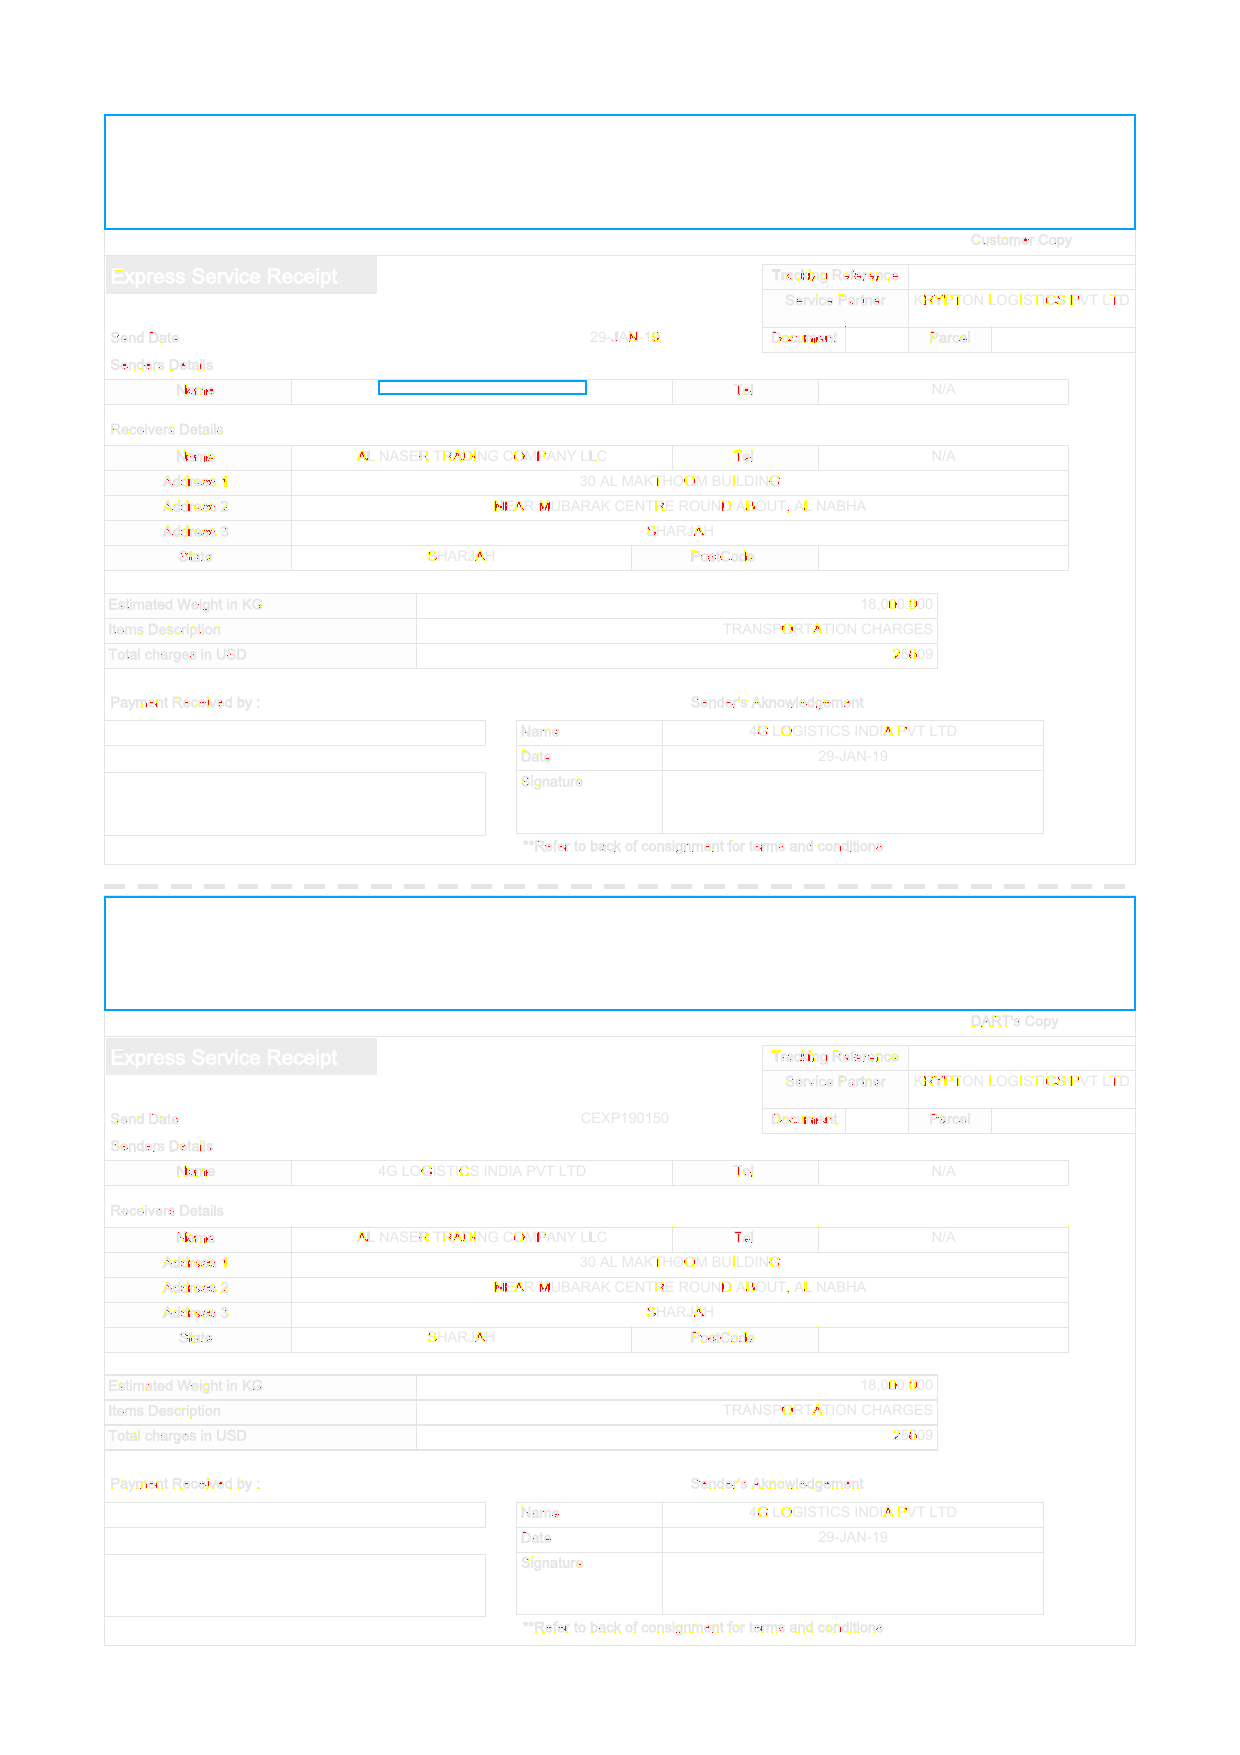 Customer Copy
Express Service Receipt
Tracking Reference
Service Partner KRYPTON LOGISTICS PVT LTD
Send Date 29-JAN-19 Document Parcel
Senders Details
Name Tel N/A
Receivers Details
Name AL NASER TRADING COMPANY LLC Tel N/A
Address 1 30 AL MAKTHOOM BUILDING
Address 2 NEAR MUBARAK CENTRE ROUND ABOUT, AL NABHA
Address 3 SHARJAH
State SHARJAH PostCode
Estimated Weight in KG 18,000.000
Items Description TRANSPORTATION CHARGES
Total charges in USD 25609
Payment Received by : Sender's Aknowledgement
Name 4G LOGISTICS INDIA PVT LTD
Date 29-JAN-19
Signature
**Refer to back of consignment for terms and conditions
DART's Copy
Express Service Receipt
Tracking Reference
Service Partner KRYPTON LOGISTICS PVT LTD
Send Date CEXP190150 Document Parcel
Senders Details
Name 4G LOGISTICS INDIA PVT LTD Tel N/A
Receivers Details
Name AL NASER TRADING COMPANY LLC Tel N/A
Address 1 30 AL MAKTHOOM BUILDING
Address 2 NEAR MUBARAK CENTRE ROUND ABOUT, AL NABHA
Address 3 SHARJAH
State SHARJAH PostCode
Estimated Weight in KG 18,000.000
Items Description TRANSPORTATION CHARGES
Total charges in USD 25609
Payment Received by : Sender's Aknowledgement
Name 4G LOGISTICS INDIA PVT LTD
Date 29-JAN-19
Signature
**Refer to back of consignment for terms and conditions